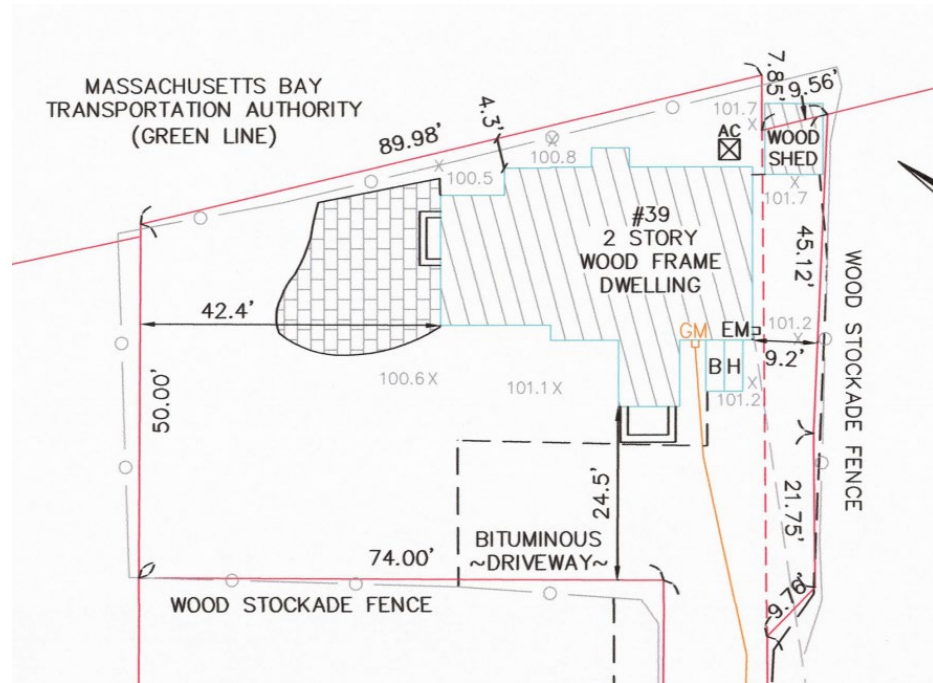 MASSACHUSETTS BAY
TRANSPORTATION AUTHORITY
(GREEN LINE)
89.98'
4.3'
7.85'
9.56'
101.7 X
AC
WOOD
SHED
100.8
X
X
100.5
#39
2 STORY
WOOD FRAME
DWELLING
X
101.7
45.12'
WOOD STOCKADE FENCE
42.4'
GM
EM
101.2
X
9.2'
B H
X
101.2
100.6 X
101.1 X
50.00'
24.5'
21.75'
BITUMINOUS
~DRIVEWAY~
74.00'
9.76'
WOOD STOCKADE FENCE